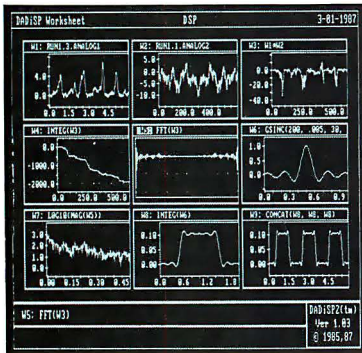 DADiSP Worksheet DSP 3-01-1987
W1: RUN1.3.ANALOG1
W2: RUN1.1.ANALOG2
W3: W1*W2
4.0
2.0
0.0
0.0 1.5 3.0 4.5
5.0
0.0
-5.0
-10.0
0.0 200.0 400.0
0.0
-20.0
-40.0
0.0 250.0 500.0
W4: INTEG(W3)
W5: FFT(W3)
W6: GSINC(200, .005, 30,
0.0
-1000.0
-2000.0
0.0 250.0 500.0
1.0
0.5
0.0
0.0 0.3 0.6 0.9
W7: LOG10(MAG(W5))
W8: INTEG(W6)
W9: CONCAT(W8, W8, W8)
3.0
2.0
1.0
0.0
0.0 0.15 0.30 0.45
0.10
0.05
0.00
0.0 0.6 1.2 1.8
0.10
0.05
0.00
0.0 1.5 3.0 4.5
W5: FFT(W3)
DADiSP2(tm)
Ver 1.03
© 1985,87